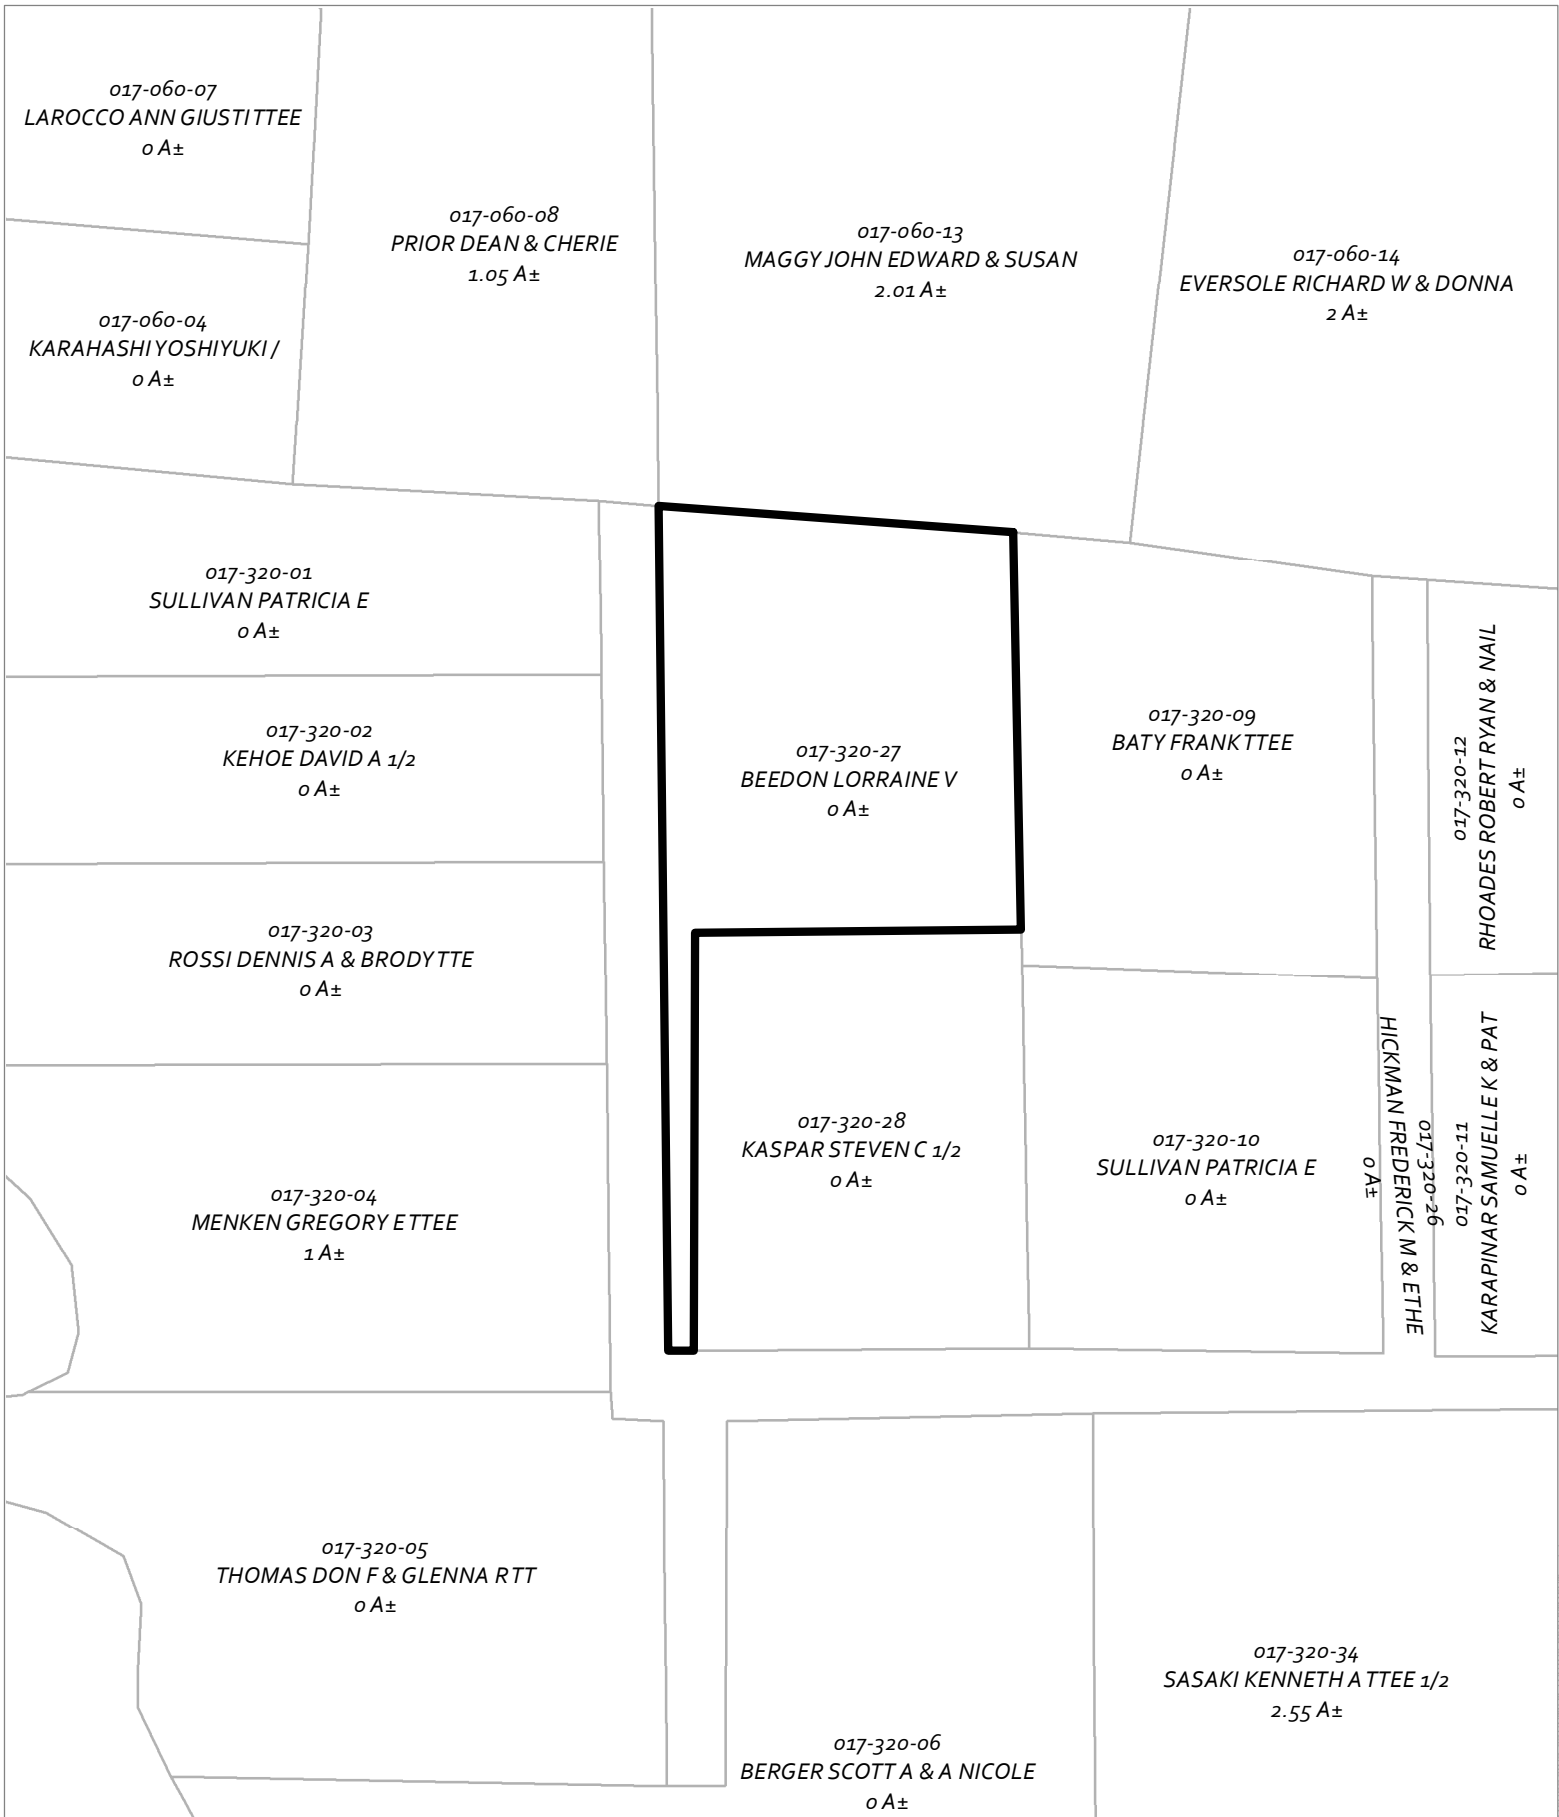 017-060-07
LAROCCO ANN GIUSTI TTEE
0 A±
017-060-08
PRIOR DEAN & CHERIE
1.05 A±
017-060-13
MAGGY JOHN EDWARD & SUSAN
2.01 A±
017-060-14
EVERSOLE RICHARD W & DONNA
2 A±
017-060-04
KARAHASHI YOSHIYUKI /
0 A±
017-320-01
SULLIVAN PATRICIA E
0 A±
017-320-02
KEHOE DAVID A 1/2
0 A±
017-320-27
BEEDON LORRAINE V
0 A±
017-320-09
BATY FRANK TTEE
0 A±
017-320-12
RHOADES ROBERT RYAN & NAIL
0 A±
017-320-03
ROSSI DENNIS A & BRODY TTE
0 A±
017-320-04
MENKEN GREGORY E TTEE
1 A±
017-320-28
KASPAR STEVEN C 1/2
0 A±
017-320-10
SULLIVAN PATRICIA E
0 A±
017-320-26
HICKMAN FREDERICK M & ETHE
0 A±
017-320-11
KARAPINAR SAMUELLE K & PAT
0 A±
017-320-05
THOMAS DON F & GLENNA R TT
0 A±
017-320-06
BERGER SCOTT A & A NICOLE
0 A±
017-320-34
SASAKI KENNETH A TTEE 1/2
2.55 A±